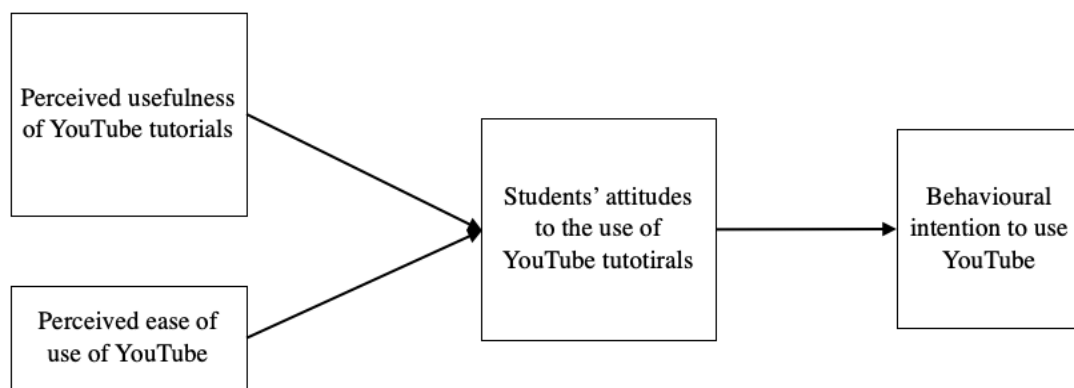 Perceived usefulness
of YouTube tutorials
Perceived ease of
use of YouTube
Students’ attitudes
to the use of
YouTube tutotirals
Behavioural
intention to use
YouTube